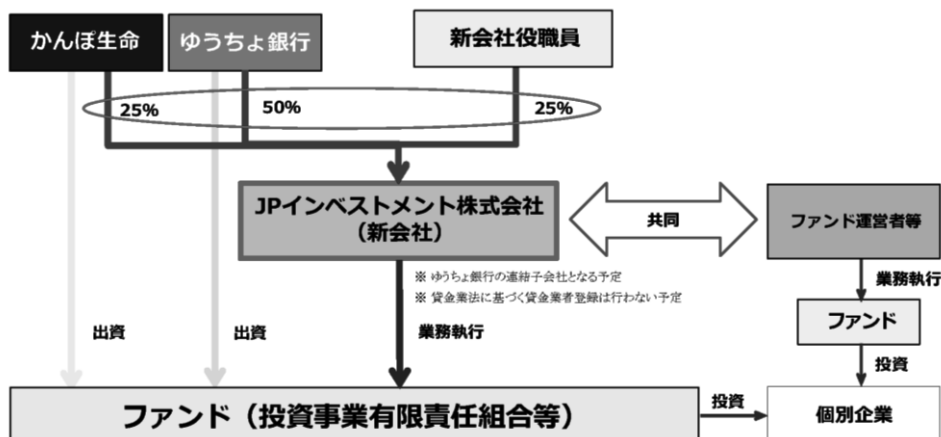 かんぽ生命
ゆうちょ銀行
新会社役職員
25%
50%
25%
JPインベストメント株式会社
（新会社）
共同
ファンド運営者等
※ ゆうちょ銀行の連結子会社となる予定
※ 貸金業法に基づく貸金業者登録は行わない予定
業務執行
ファンド
出資
出資
業務執行
投資
ファンド（投資事業有限責任組合等）
投資
個別企業